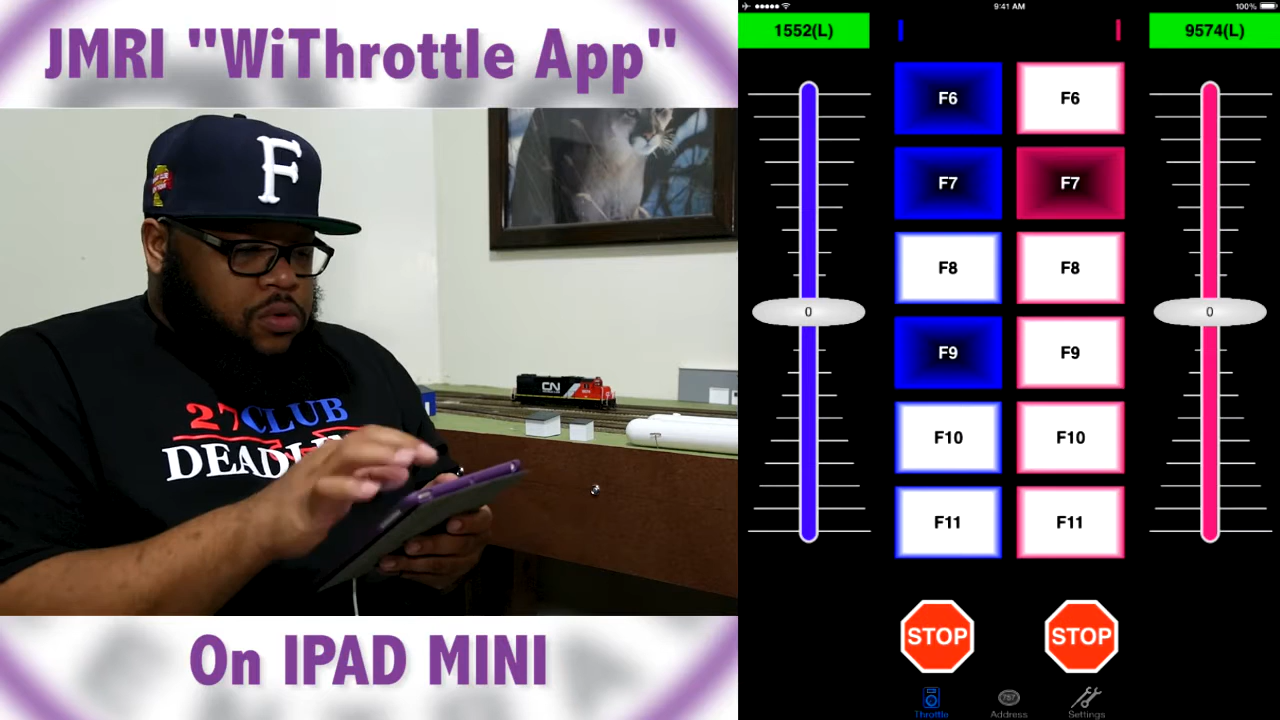 JMRI "WiThrottle App"
F
27CLUB
CN
On IPAD MINI
9:41 AM
100%
1552(L)
9574(L)
F6
F6
F7
F7
F8
F8
0
0
F9
F9
F10
F10
F11
F11
STOP
STOP
Throttle
Address
Settings